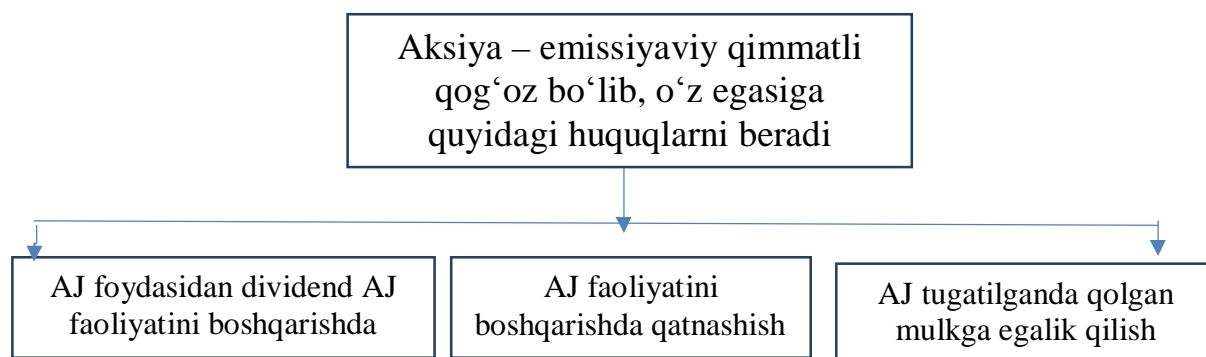 Aksiya – emissiyaviy qimmatli
qog‘oz bo‘lib, o‘z egasiga
quyidagi huquqlarni beradi
AJ foydasidan dividend AJ
faoliyatini boshqarishda
AJ faoliyatini
boshqarishda qatnashish
AJ tugatilganda qolgan
mulkga egalik qilish